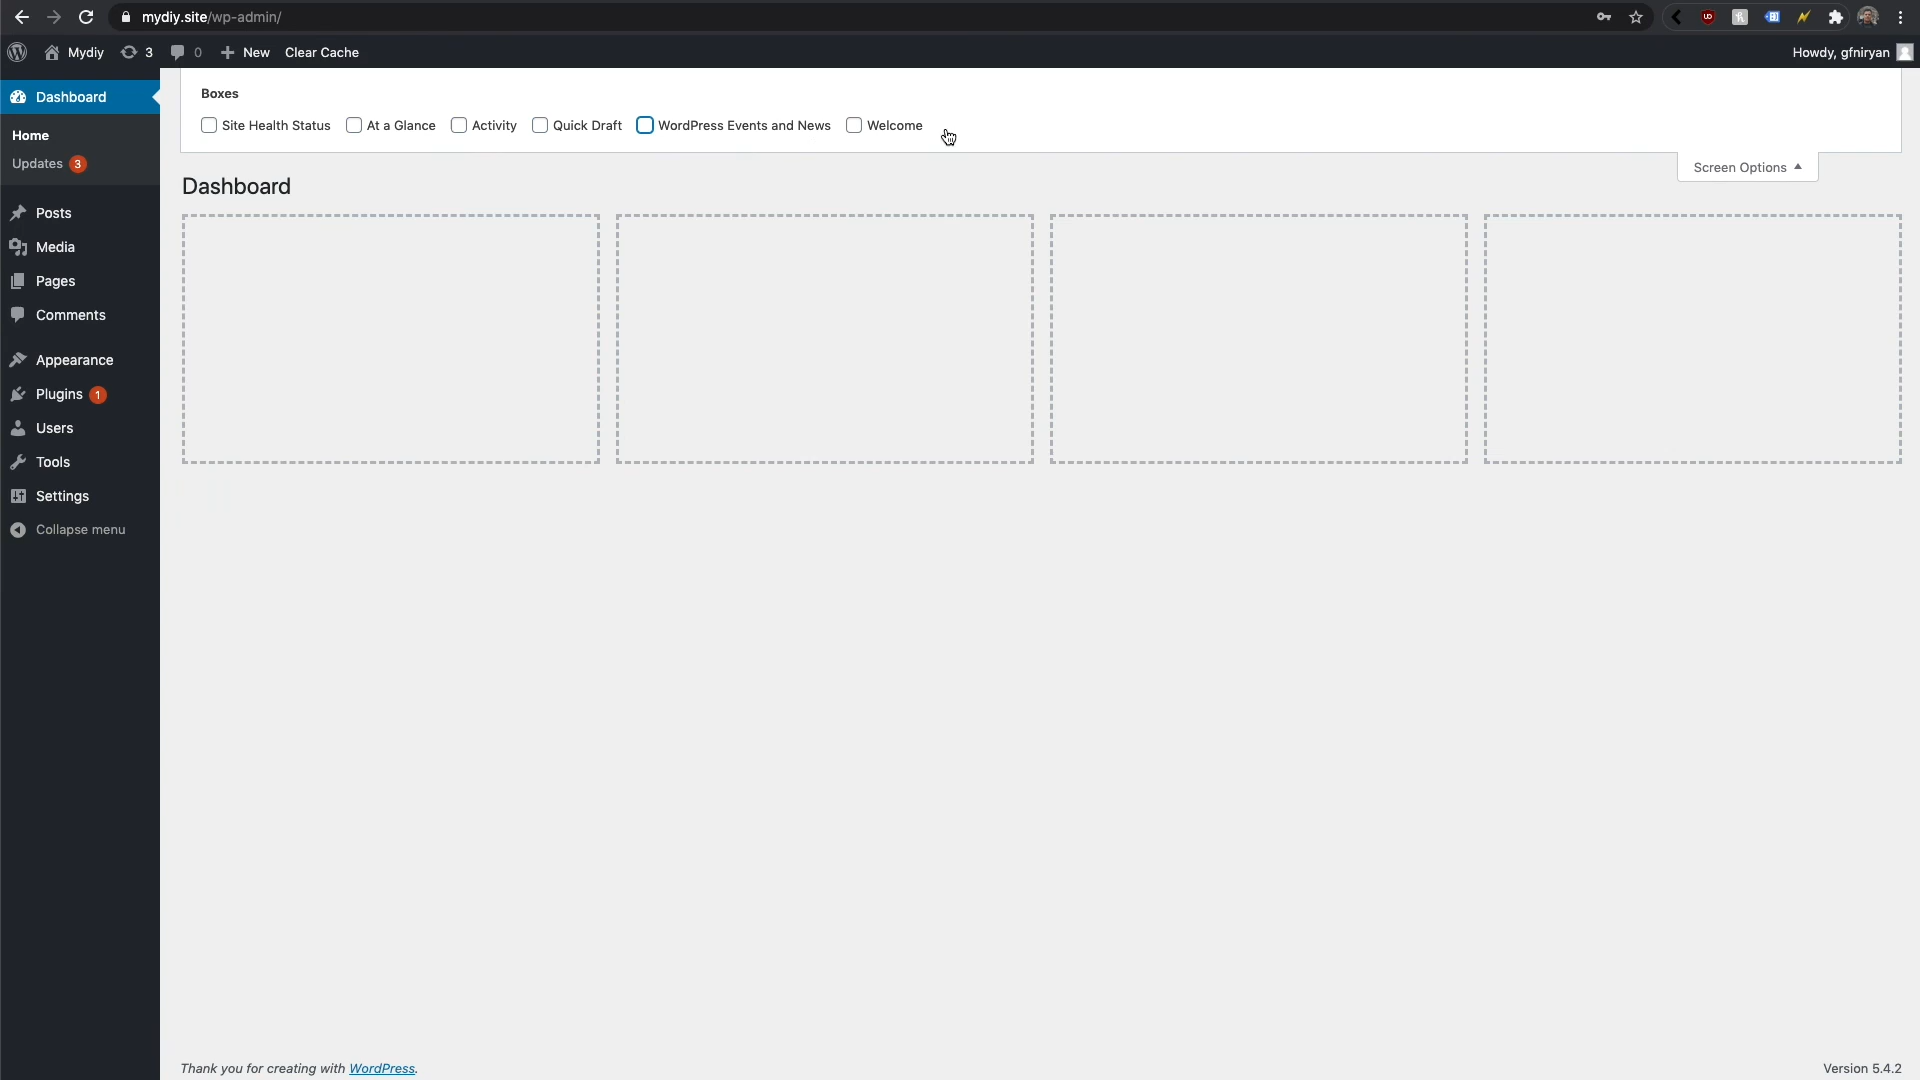 mydiy.site/wp-admin/
Mydiy 3 0 New Clear Cache
Howdy, gfniryan
Dashboard
Home
Updates 3
Posts
Media
Pages
Comments
Appearance
Plugins 1
Users
Tools
Settings
Collapse menu
Boxes
Site Health Status At a Glance Activity Quick Draft WordPress Events and News Welcome
Screen Options
Dashboard
Thank you for creating with WordPress.
Version 5.4.2